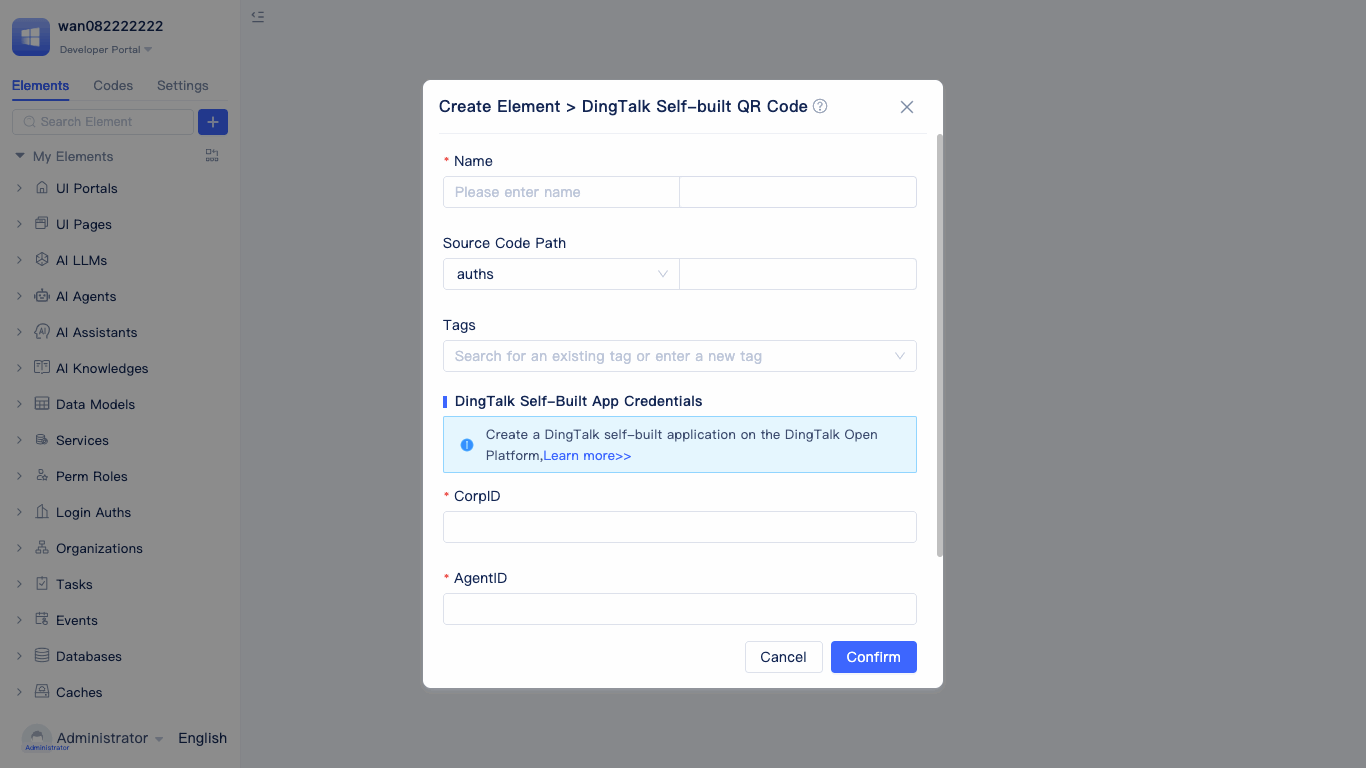 wan082222222
Developer Portal
Elements Codes Settings
Search Element
My Elements
UI Portals
UI Pages
AI LLMs
AI Agents
AI Assistants
AI Knowledges
Data Models
Services
Perm Roles
Login Auths
Organizations
Tasks
Events
Databases
Caches
Administrator
Administrator
English
Create Element > DingTalk Self-built QR Code
* Name
Please enter name
Source Code Path
auths
Tags
Search for an existing tag or enter a new tag
DingTalk Self-Built App Credentials
Create a DingTalk self-built application on the DingTalk Open
Platform,Learn more>>
* CorpID
* AgentID
Cancel Confirm